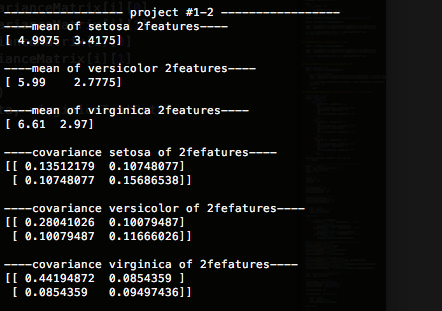 ----------------- project #1-2 -----------------
----mean of setosa 2features----
[ 4.9975  3.4175]
----mean of versicolor 2features----
[ 5.99    2.7775]
----mean of virginica 2features----
[ 6.61  2.97]
----covariance setosa of 2fefatures----
[[ 0.13512179  0.10748077]
[ 0.10748077  0.15686538]]
----covariance versicolor of 2fefatures----
[[ 0.28041026  0.10079487]
[ 0.10079487  0.11666026]]
----covariance virginica of 2fefatures----
[[ 0.44194872  0.0854359 ]
[ 0.0854359   0.09497436]]